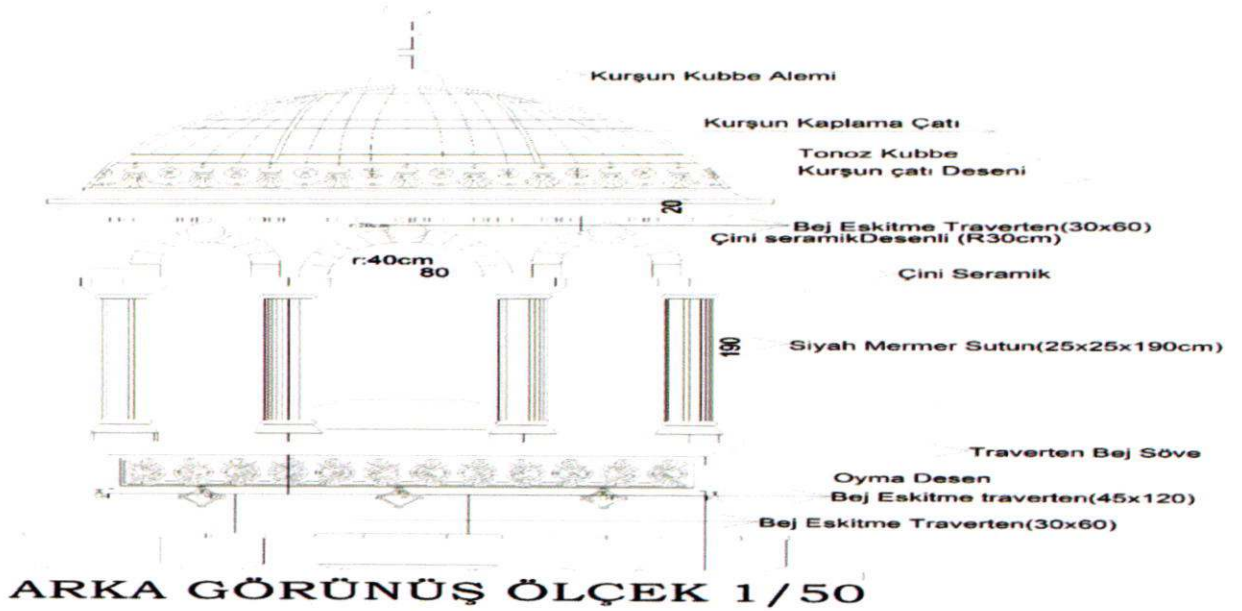 Kurşun Kubbe Alemi
Kurşun Kaplama Çatı
Tonoz Kubbe
Kurşun çatı Deseni
20
Bej Eskitme Traverten(30x60)
Çini seramikDesenli (R30cm)
r:40cm
80
Çini Seramik
190
Siyah Mermer Sutun(25x25x190cm)
Traverten Bej Söve
Oyma Desen
Bej Eskitme traverten(45x120)
Bej Eskitme Traverten(30x60)
ARKA GÖRÜNÜŞ ÖLÇEK 1/50